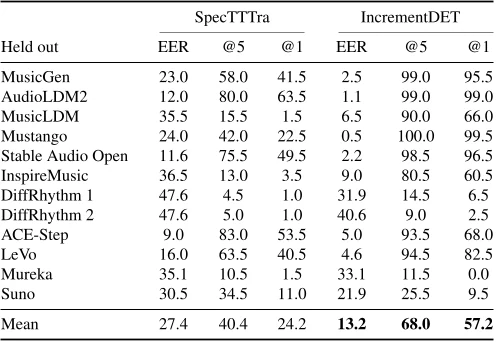 SpecTTTra IncrementDET
Held out EER @5 @1 EER @5 @1
MusicGen 23.0 58.0 41.5 2.5 99.0 95.5
AudioLDM2 12.0 80.0 63.5 1.1 99.0 99.0
MusicLDM 35.5 15.5 1.5 6.5 90.0 66.0
Mustango 24.0 42.0 22.5 0.5 100.0 99.5
Stable Audio Open 11.6 75.5 49.5 2.2 98.5 96.5
InspireMusic 36.5 13.0 3.5 9.0 80.5 60.5
DiffRhythm 1 47.6 4.5 1.0 31.9 14.5 6.5
DiffRhythm 2 47.6 5.0 1.0 40.6 9.0 2.5
ACE-Step 9.0 83.0 53.5 5.0 93.5 68.0
LeVo 16.0 63.5 40.5 4.6 94.5 82.5
Mureka 35.1 10.5 1.5 33.1 11.5 0.0
Suno 30.5 34.5 11.0 21.9 25.5 9.5
Mean 27.4 40.4 24.2 13.2 68.0 57.2